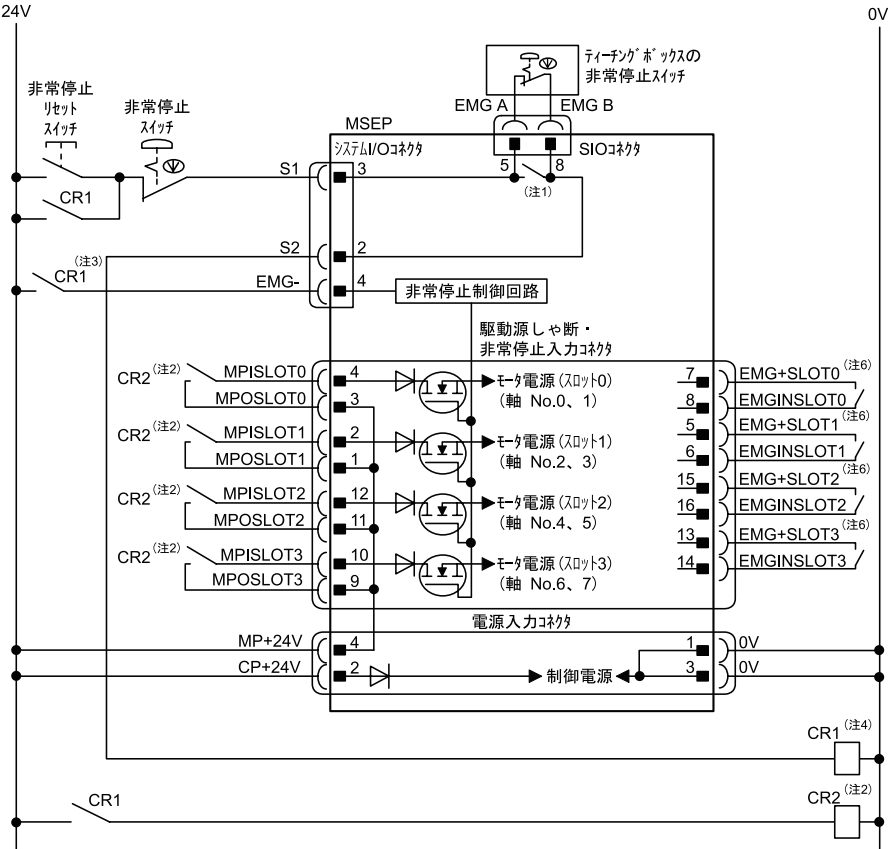 24V
0V
ティーチングボックスの
非常停止スイッチ
非常停止
リセット
スイッチ
非常停止
スイッチ
EMG A
EMG B
MSEP
システムI/Oコネクタ
SIOコネクタ
S1
3
5
8
(注1)
CR1
S2
2
CR1(注3)
EMG-
4
非常停止制御回路
駆動源しゃ断・
非常停止入力コネクタ
CR2(注2)
MPISLOT0
4
モータ電源(スロット0)
(軸 No.0、1)
7
EMG+SLOT0(注6)
MPOSLOT0
3
8
EMGINSLOT0
CR2(注2)
MPISLOT1
2
モータ電源(スロット1)
(軸 No.2、3)
5
EMG+SLOT1(注6)
MPOSLOT1
1
6
EMGINSLOT1
CR2(注2)
MPISLOT2
12
モータ電源(スロット2)
(軸 No.4、5)
15
EMG+SLOT2(注6)
MPOSLOT2
11
16
EMGINSLOT2
CR2(注2)
MPISLOT3
10
モータ電源(スロット3)
(軸 No.6、7)
13
EMG+SLOT3(注6)
MPOSLOT3
9
14
EMGINSLOT3
電源入力コネクタ
MP+24V
4
1
0V
CP+24V
2
制御電源
3
0V
CR1(注4)
CR1
CR2(注2)